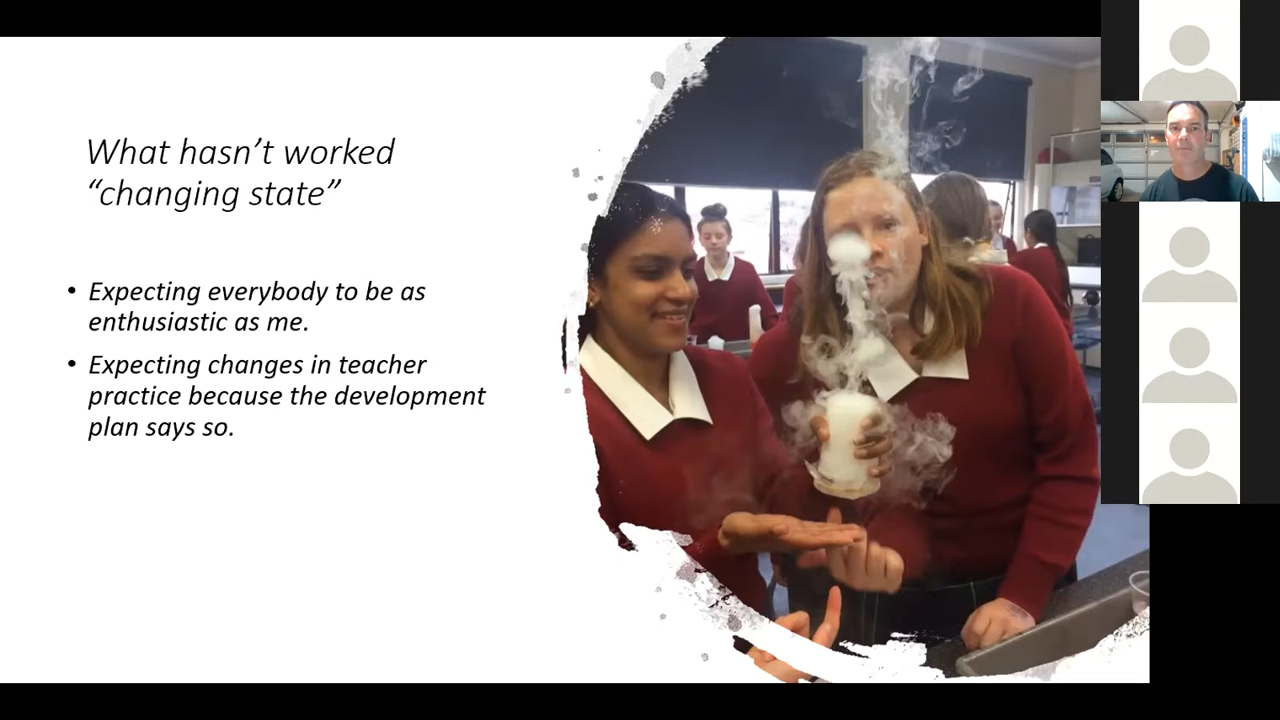 What hasn’t worked
“changing state”
• Expecting everybody to be as
enthusiastic as me.
• Expecting changes in teacher
practice because the development
plan says so.